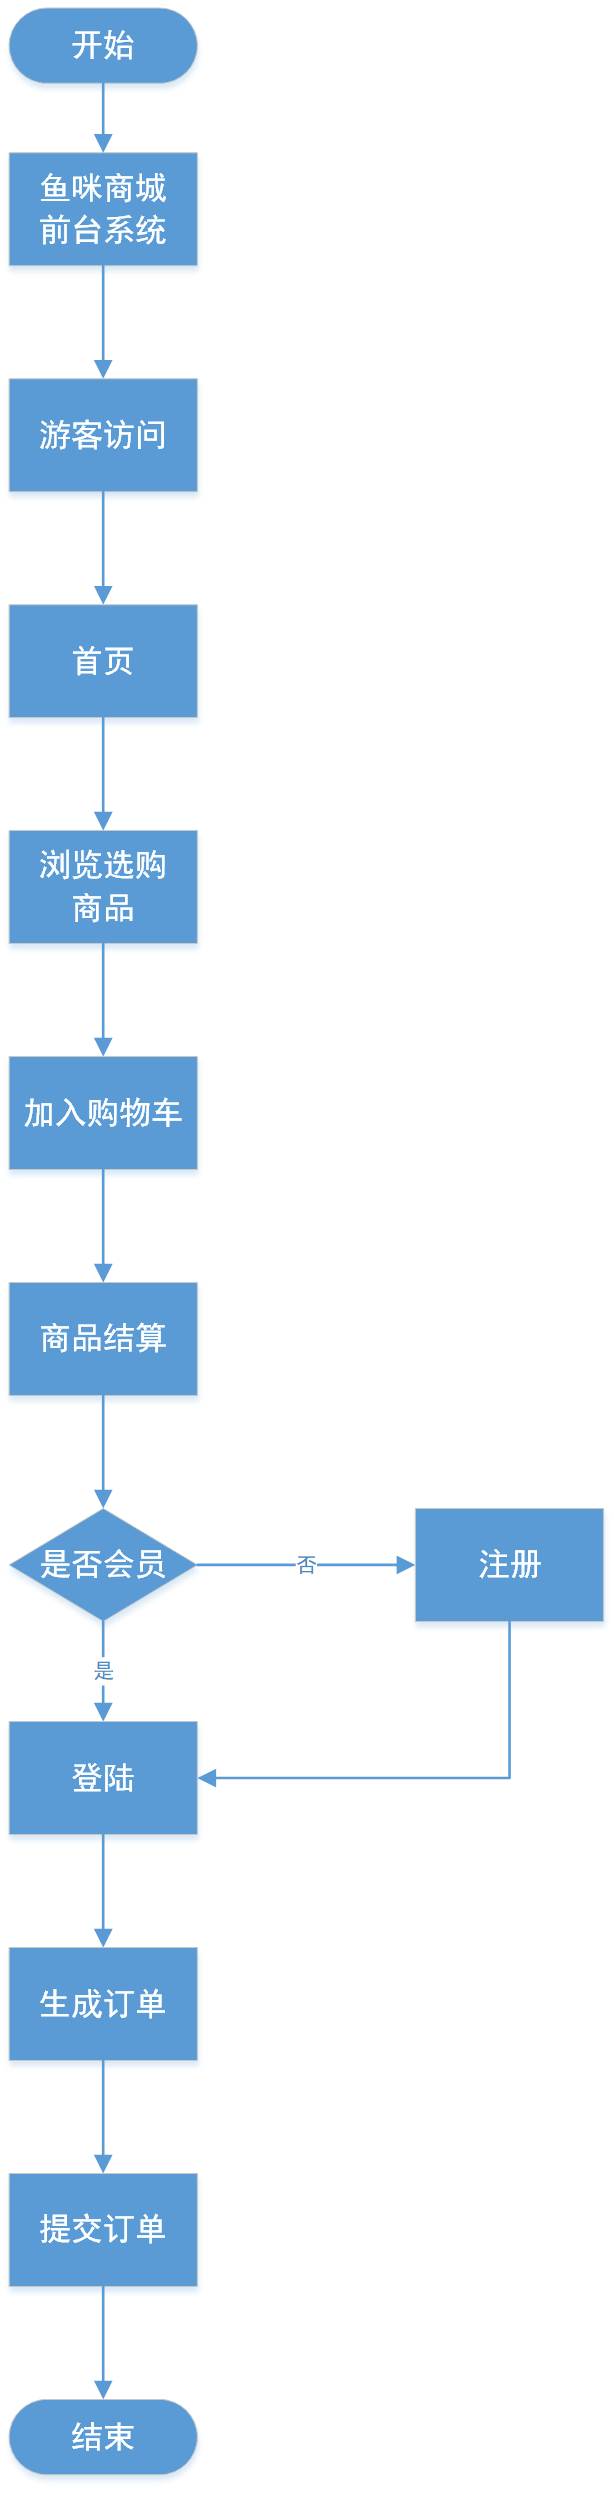 开始
鱼咪商城
前台系统
游客访问
首页
浏览选购
商品
加入购物车
商品结算
是否会员
否
注册
是
登陆
生成订单
提交订单
结束